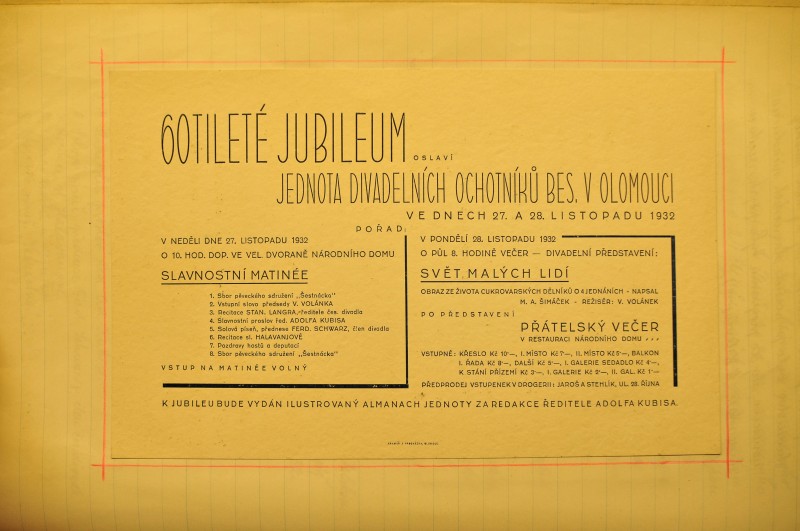 60TILETÉ JUBILEUM OSLAVÍ
JEDNOTA DIVADELNÍCH OCHOTNÍKŮ BES. V OLOMOUCI
VE DNECH 27. A 28. LISTOPADU 1932
POŘAD:
V NEDĚLI DNE 27. LISTOPADU 1932
O 10. HOD. DOP. VE VEL. DVORANĚ NÁRODNÍHO DOMU
SLAVNOSTNÍ MATINÉE
1. Sbor pěveckého sdružení „Šestnácka"
2. Vstupní slovo předsedy V. VOLÁNKA
3. Recitace STAN. LANGRA, ředitele čes. divadla
4. Slavnostní proslov řed. ADOLFA KUBISA
5. Solová píseň, přednese FERD. SCHWARZ, člen divadla
6. Recitace sl. HALAVANJOVÉ
7. Pozdravy hostů a deputací
8. Sbor pěveckého sdružení „Šestnácka"
VSTUP NA MATINÉE VOLNÝ
V PONDĚLÍ 28. LISTOPADU 1932
O PŮL 8. HODINĚ VEČER — DIVADELNÍ PŘEDSTAVENÍ:
SVĚT MALÝCH LIDÍ
OBRAZ ZE ŽIVOTA CUKROVARSKÝCH DĚLNÍKŮ O 4 JEDNÁNÍCH - NAPSAL
M. A. ŠIMÁČEK - REŽISÉR: V. VOLÁNEK
PO PŘEDSTAVENÍ
PŘÁTELSKÝ VEČER
V RESTAURACI NÁRODNÍHO DOMU ...
VSTUPNÉ: KŘESLO KČ 10·—, I. MÍSTO KČ 7·—, II. MÍSTO KČ 6·—, BALKON
I. ŘADA KČ 8·—, DALŠÍ KČ 5·—, I. GALERIE SEDADLO KČ 4·—,
K STÁNÍ PŘÍZEMÍ KČ 3·—, I. GALERIE KČ 2·—, II. GAL. KČ 1·—
PŘEDPRODEJ VSTUPENEK V DROGERII: JAROŠ A STEHLÍK, UL. 28. ŘÍJNA
K JUBILEU BUDE VYDÁN ILUSTROVANÝ ALMANACH JEDNOTY ZA REDAKCE ŘEDITELE ADOLFA KUBISA.